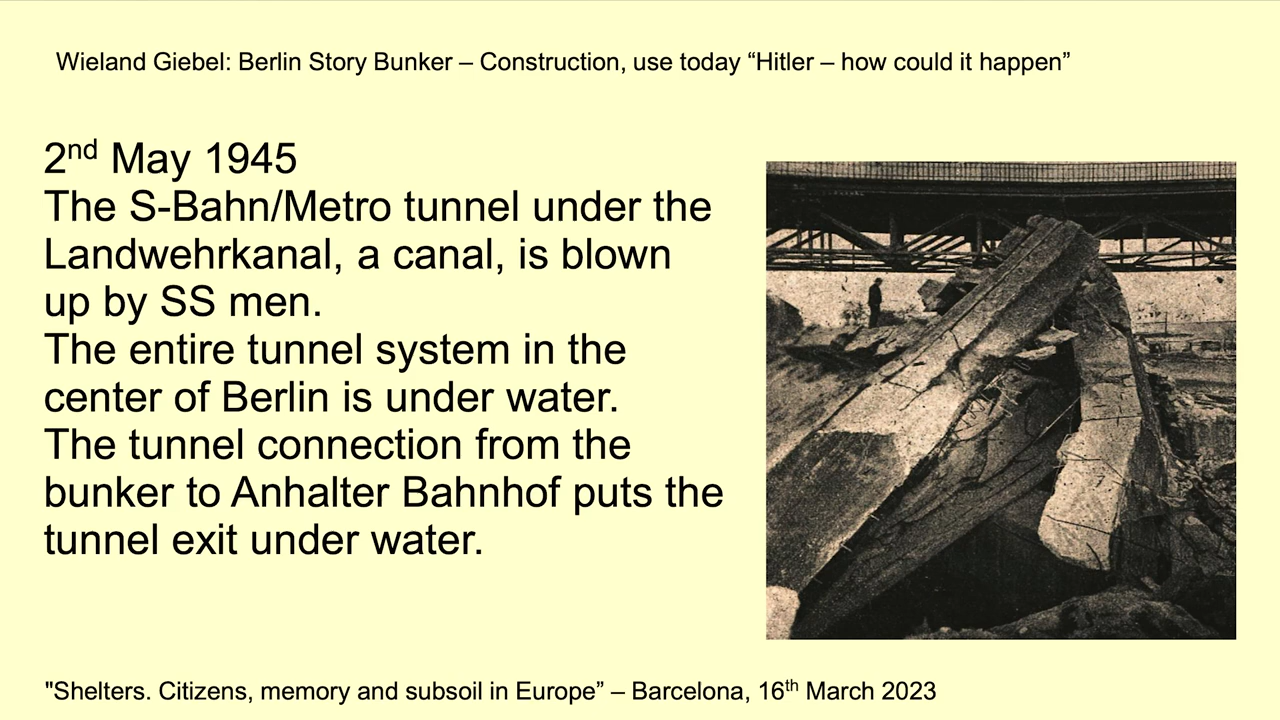 Wieland Giebel: Berlin Story Bunker – Construction, use today “Hitler – how could it happen”
2nd May 1945
The S-Bahn/Metro tunnel under the
Landwehrkanal, a canal, is blown
up by SS men.
The entire tunnel system in the
center of Berlin is under water.
The tunnel connection from the
bunker to Anhalter Bahnhof puts the
tunnel exit under water.
"Shelters. Citizens, memory and subsoil in Europe” – Barcelona, 16th March 2023